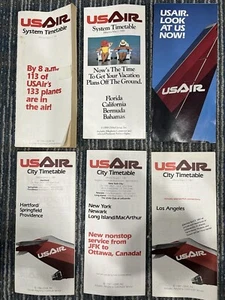 USAIR
System Timetable
By 8 a.m.
113 of
USAir's
133 planes
are in
the air!
USAIR
System Timetable
Now's The Time
To Get Your Vacation
Plans Off The Ground.
Florida
California
Bermuda
Bahamas
USAIR.
LOOK
AT US
NOW!
USAIR
City Timetable
Hartford/
Springfield
Providence
USAIR
USAIR
City Timetable
New York
Newark
Long Island/MacArthur
New nonstop
service from
JFK to
Ottawa, Canada!
USAIR
City Timetable
Los Angeles
USAIR